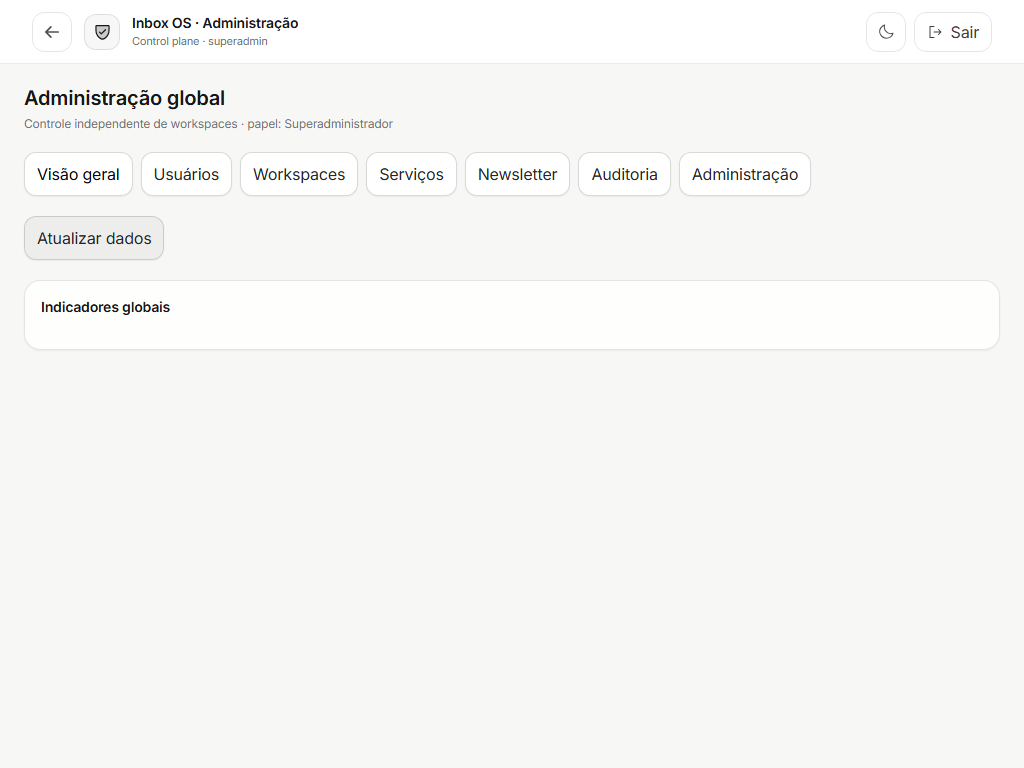 Inbox OS · Administração
Control plane · superadmin
Sair
Administração global
Controle independente de workspaces · papel: Superadministrador
Visão geral
Usuários
Workspaces
Serviços
Newsletter
Auditoria
Administração
Atualizar dados
Indicadores globais